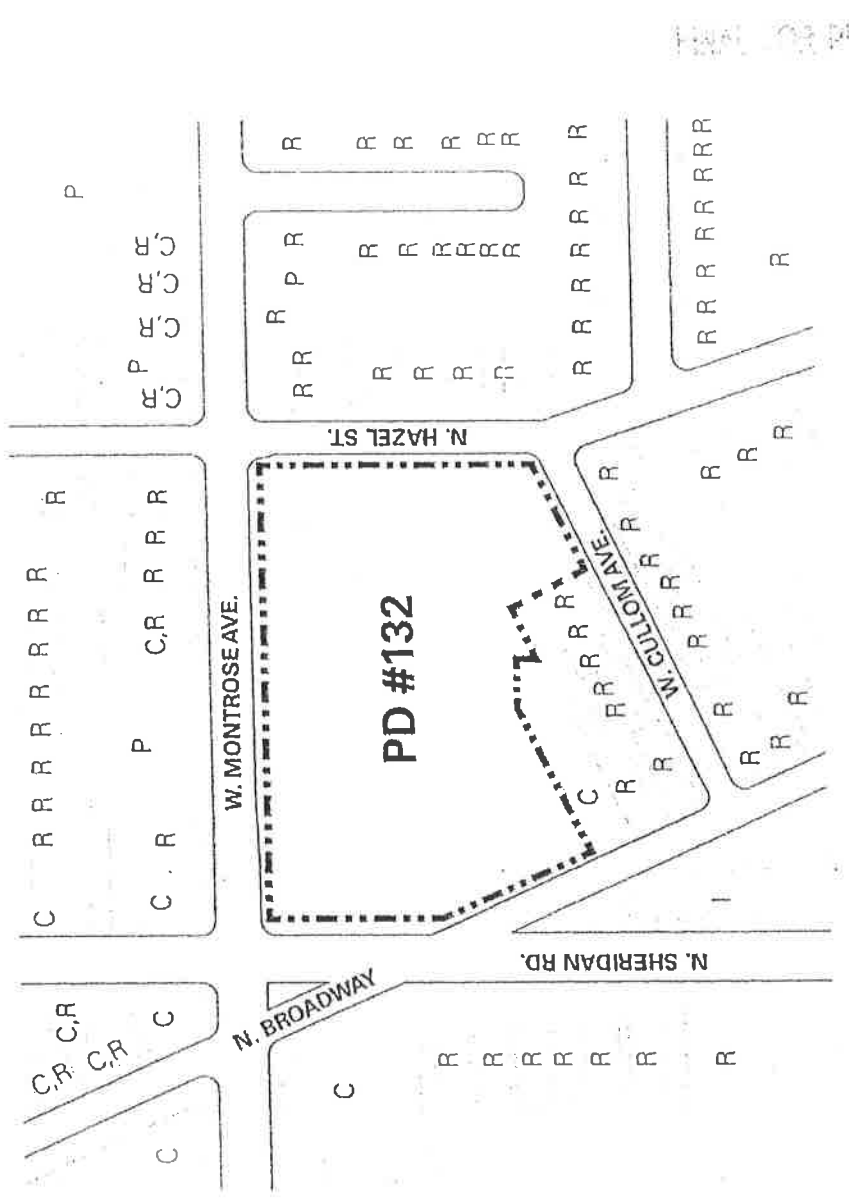 C
C,R
C,R
C,R
C
N. BROADWAY
C
R R R R R R R
N. SHERIDAN RD.
I
C R R R R R R R R
R
C R
P
C,R R R R
W. MONTROSE AVE.
PD #132
C
R R
R R R R R
W. CULLOM AVE.
R R R R R R
R R R R
R R R
N. HAZEL ST.
C,R
P
C,R
C,R
C,R
P
R R
R
P R
R
R R R R
R R R R R R
R R R R R
R R R R R R
R R R R R R R R
R